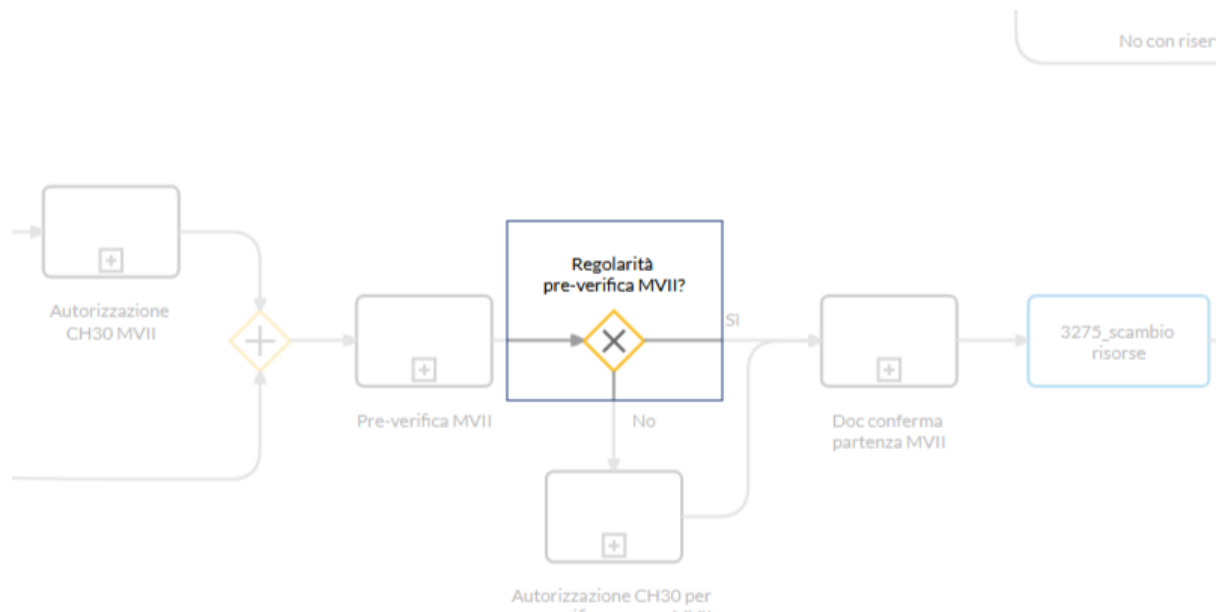 No con riser
Regolarità
pre-verifica MVII?
Autorizzazione
CH30 MVII
Sì
3275_scambio
risorse
Pre-verifica MVII
No
Doc conferma
partenza MVII
Autorizzazione CH30 per